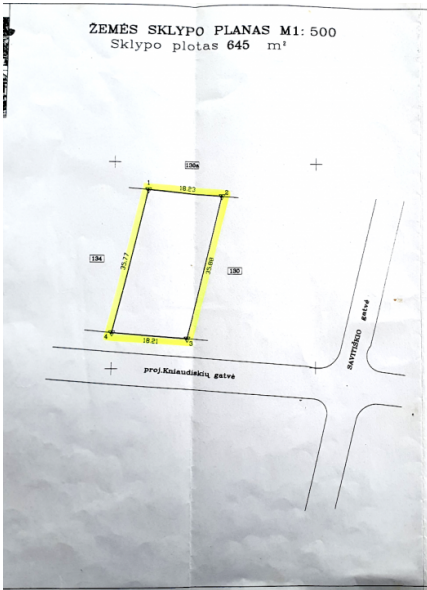 ŽEMĖS SKLYPO PLANAS M1: 500
Sklypo plotas 645 m²
130a
1
18.23
2
134
35.77
35.88
130
4
18.21
3
SAVITIŠKIO gatvė
proj.Kniaudiškių gatvė